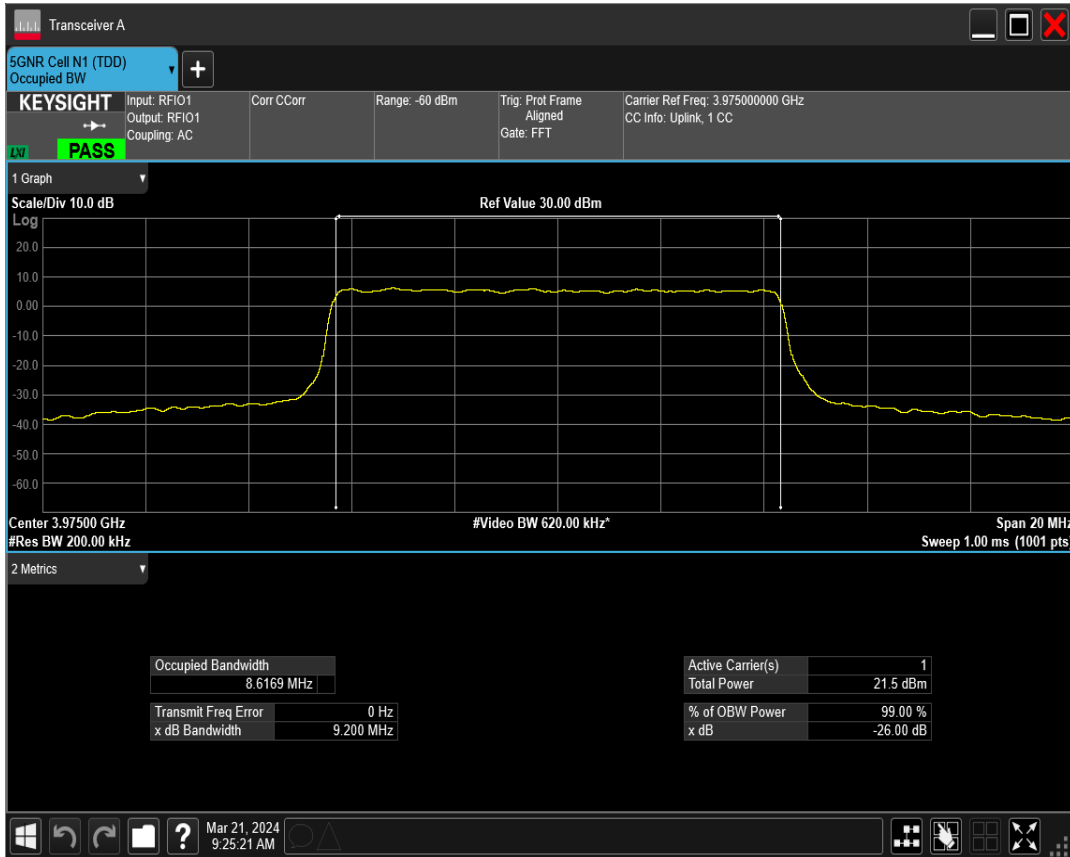 Transceiver A
5GNR Cell N1 (TDD)
Occupied BW
+
KEYSIGHT
LXI
PASS
Input: RFIO1
Output: RFIO1
Coupling: AC
Corr CCorr
Range: -60 dBm
Trig: Prot Frame
Aligned
Gate: FFT
Carrier Ref Freq: 3.975000000 GHz
CC Info: Uplink, 1 CC
1 Graph
Scale/Div 10.0 dB
Ref Value 30.00 dBm
Log
20.0
10.0
0.00
-10.0
-20.0
-30.0
-40.0
-50.0
-60.0
Center 3.97500 GHz
#Video BW 620.00 kHz*
Span 20 MHz
#Res BW 200.00 kHz
Sweep 1.00 ms (1001 pts)
2 Metrics
Occupied Bandwidth
8.6169 MHz
Transmit Freq Error 0 Hz
x dB Bandwidth 9.200 MHz
Active Carrier(s) 1
Total Power 21.5 dBm
% of OBW Power 99.00 %
x dB -26.00 dB
?
Mar 21, 2024
9:25:21 AM